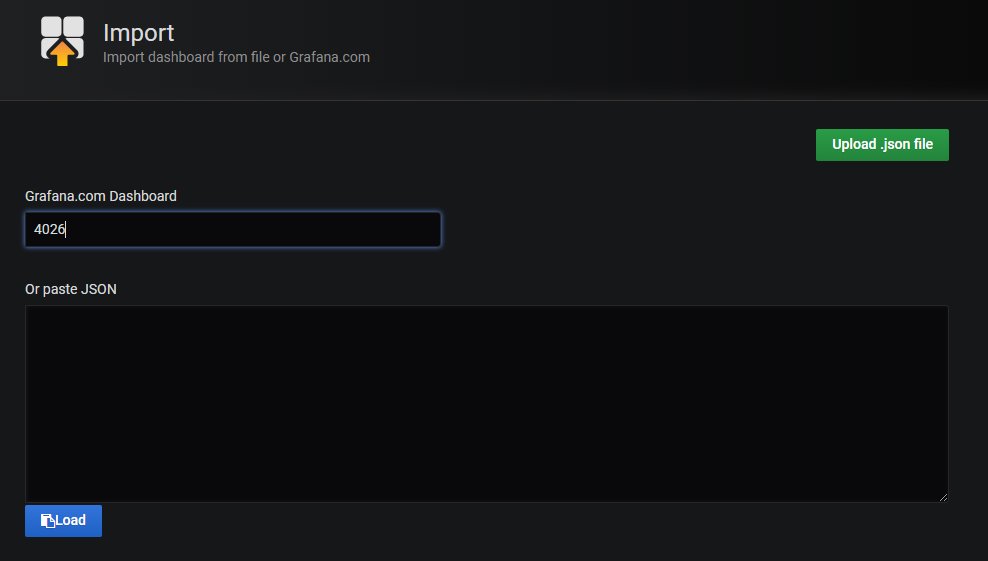 Import
Import dashboard from file or Grafana.com
Upload .json file
Grafana.com Dashboard
4026
Or paste JSON
Load